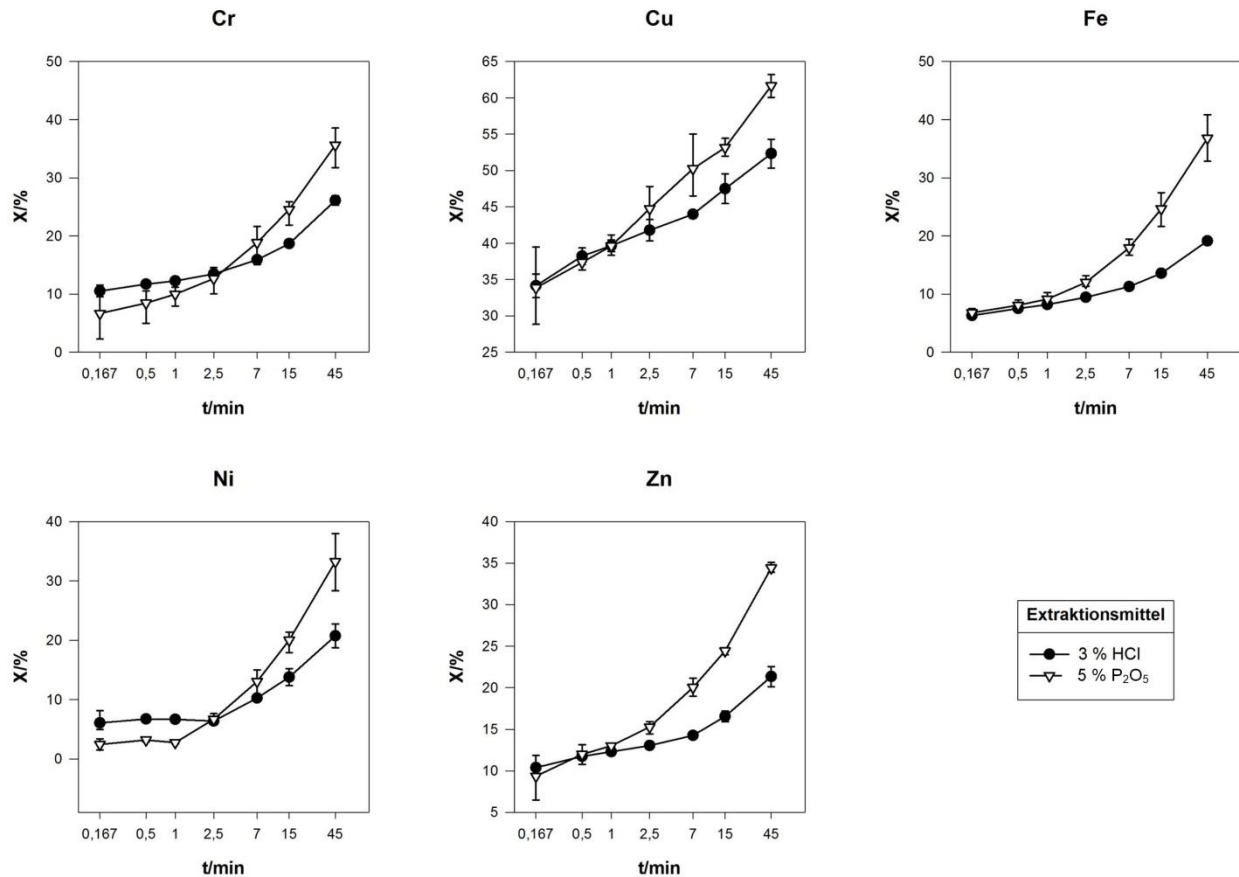 Cr
50
40
30
20
10
0
X/%
0,167 0,5 1 2,5 7 15 45
t/min
Cu
65
60
55
50
45
40
35
30
25
X/%
0,167 0,5 1 2,5 7 15 45
t/min
Fe
50
40
30
20
10
0
X/%
0,167 0,5 1 2,5 7 15 45
t/min
Ni
40
30
20
10
0
X/%
0,167 0,5 1 2,5 7 15 45
t/min
Zn
40
35
30
25
20
15
10
5
X/%
0,167 0,5 1 2,5 7 15 45
t/min
Extraktionsmittel
3 % HCl
5 % P₂O₅